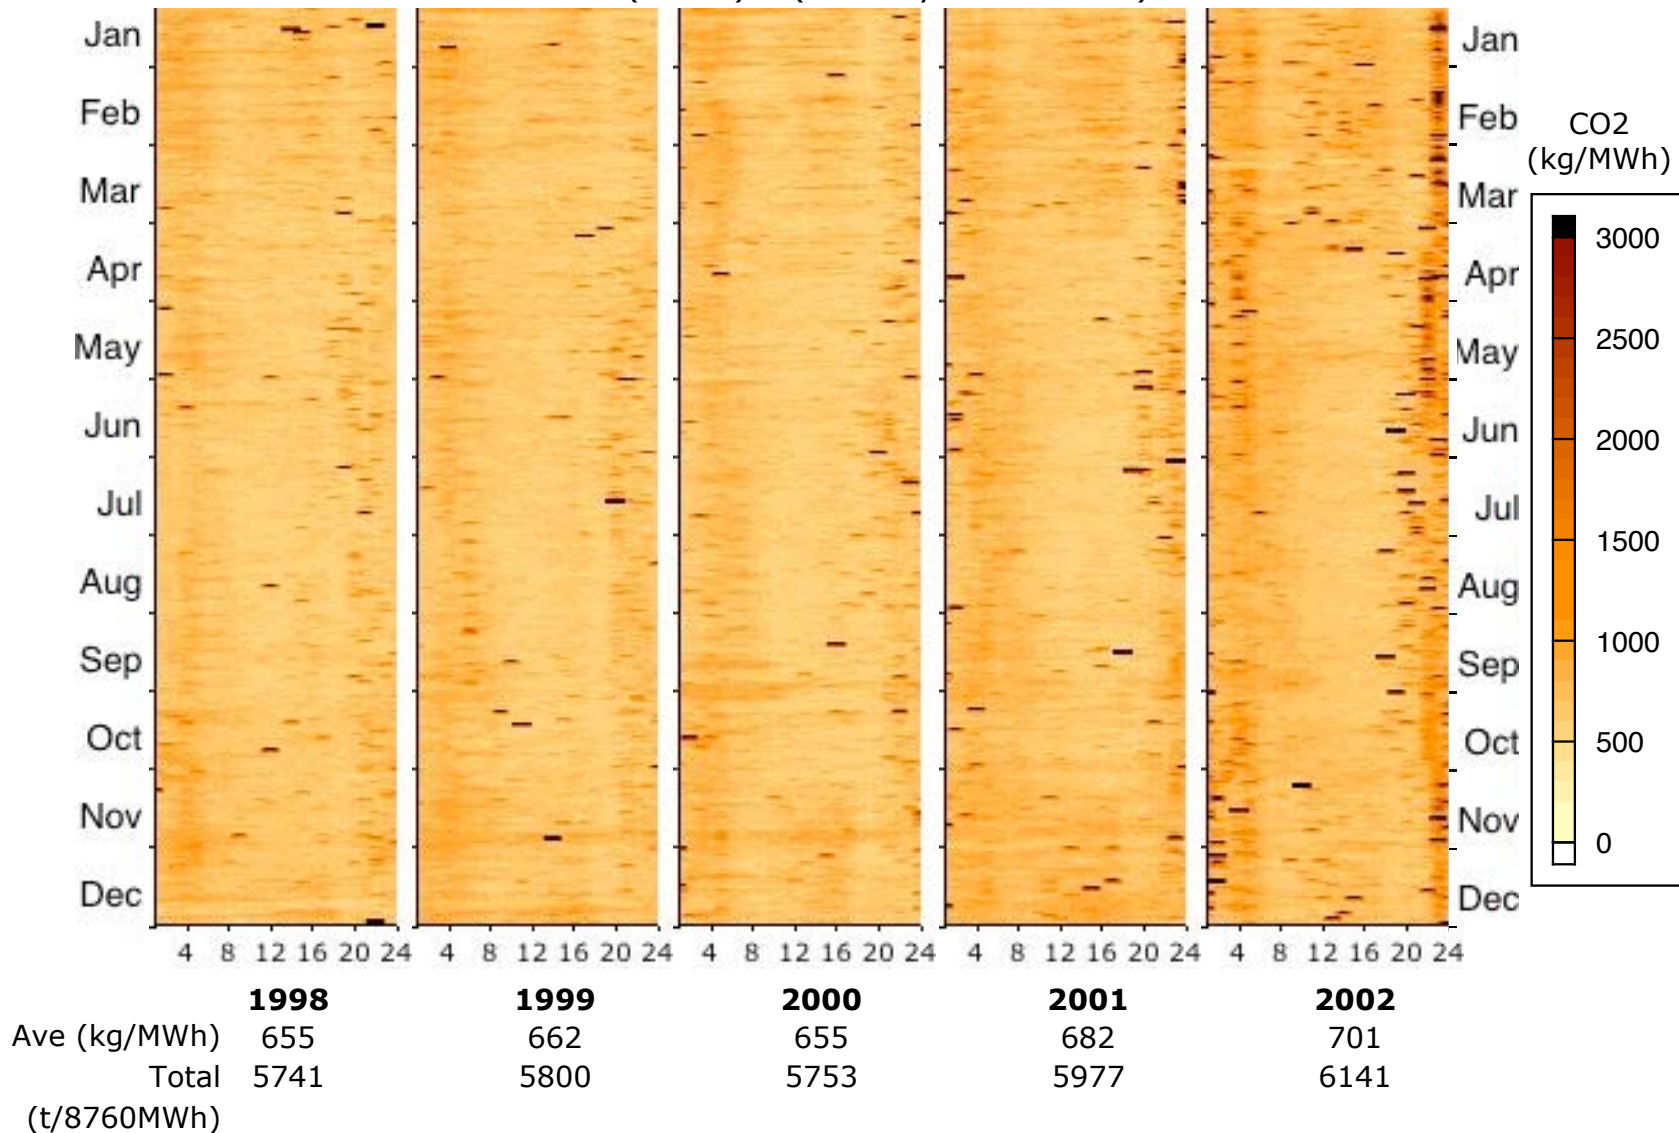 Jan
Feb
Mar
Apr
May
Jun
Jul
Aug
Sep
Oct
Nov
Dec
4 8 12 16 20 24
4 8 12 16 20 24
4 8 12 16 20 24
4 8 12 16 20 24
4 8 12 16 20 24
Jan
Feb
Mar
Apr
May
Jun
Jul
Aug
Sep
Oct
Nov
Dec
CO2
(kg/MWh)
3000
2500
2000
1500
1000
500
0
1998 1999 2000 2001 2002
Ave (kg/MWh) 655 662 655 682 701
Total 5741 5800 5753 5977 6141
(t/8760MWh)